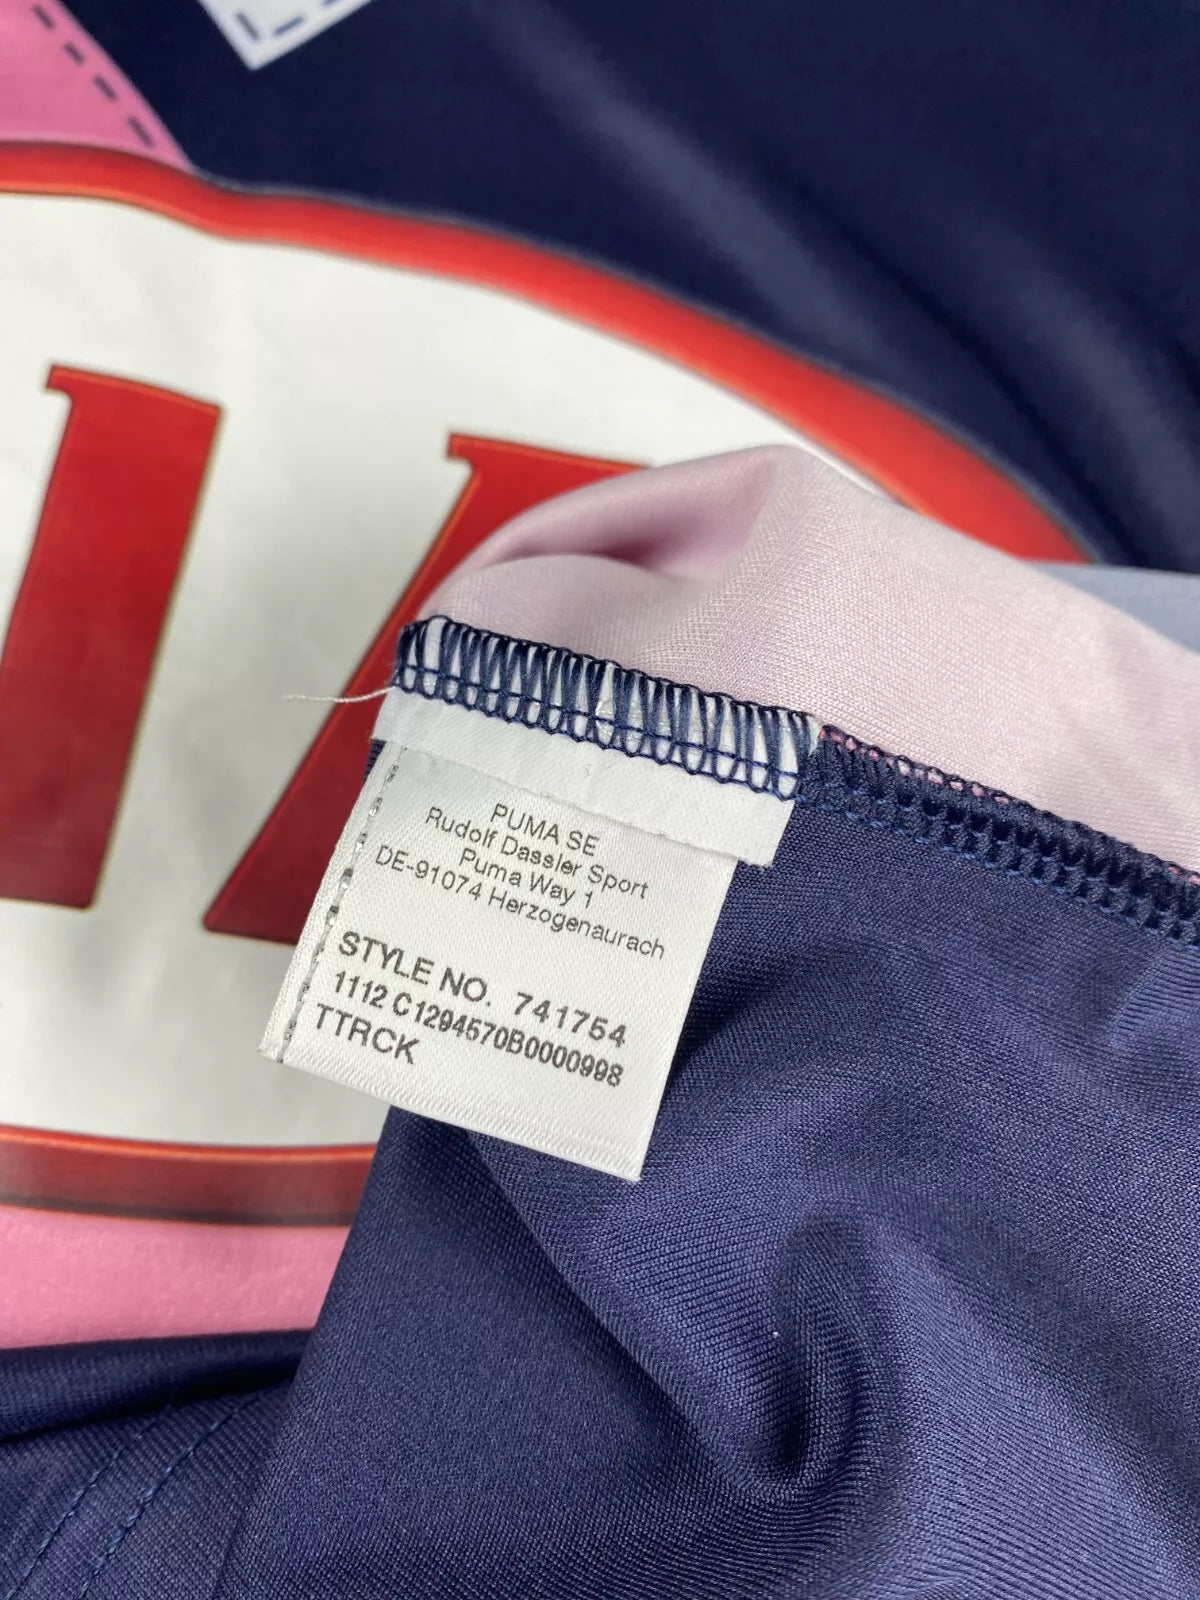 PUMA SE
Rudolf Dassler Sport
Puma Way 1
DE-91074 Herzogenaurach
STYLE NO. 741754
1112 C1294570B0000998
TTRCK